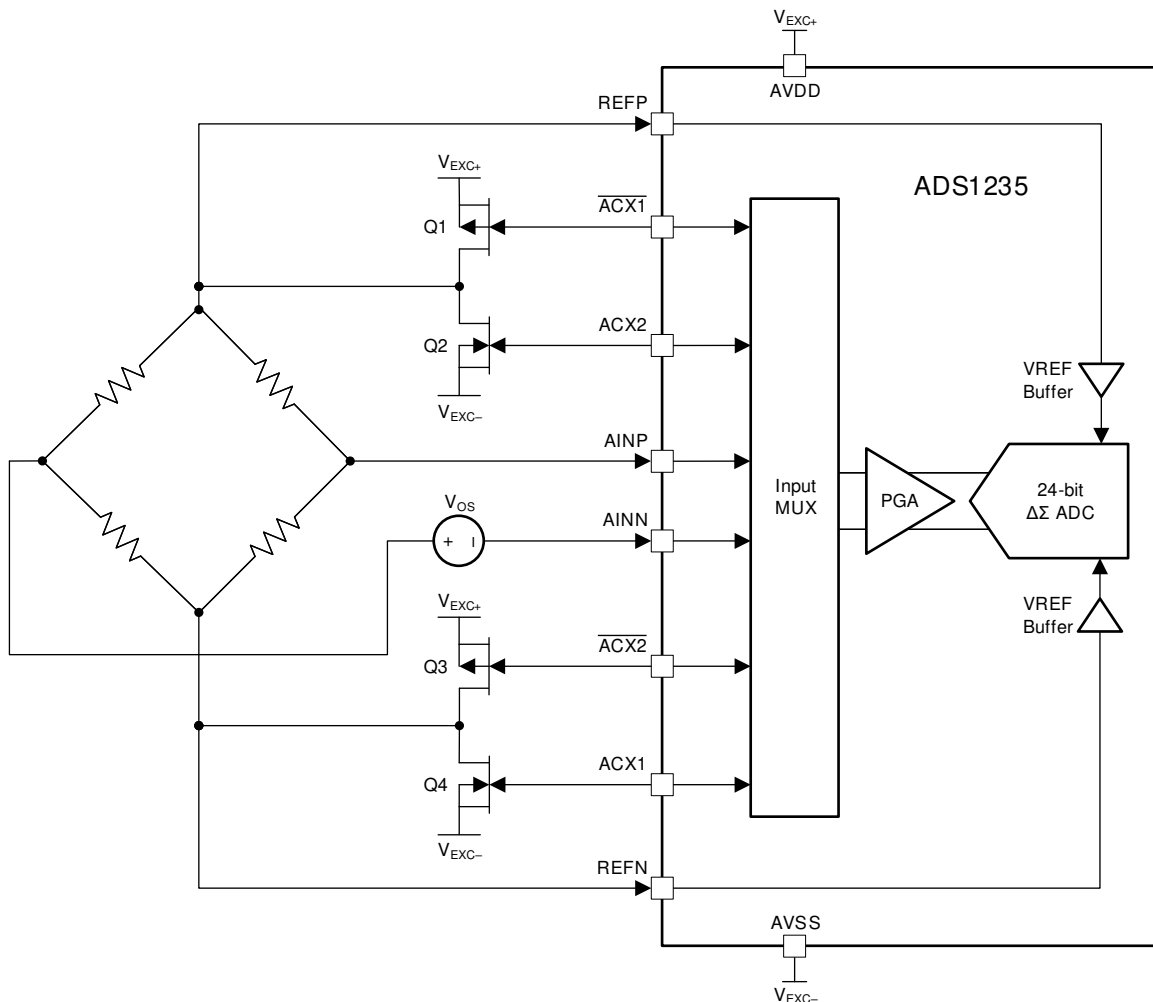 VEXC+
AVDD
REFP
VEXC+
ADS1235
ACX1
Q1
ACX2
Q2
VREF
Buffer
VEXC–
AINP
Input
MUX
PGA
24-bit
ΔΣ ADC
VOS
AINN
+ –
VEXC+
VREF
Buffer
ACX2
Q3
ACX1
Q4
VEXC–
REFN
AVSS
VEXC–